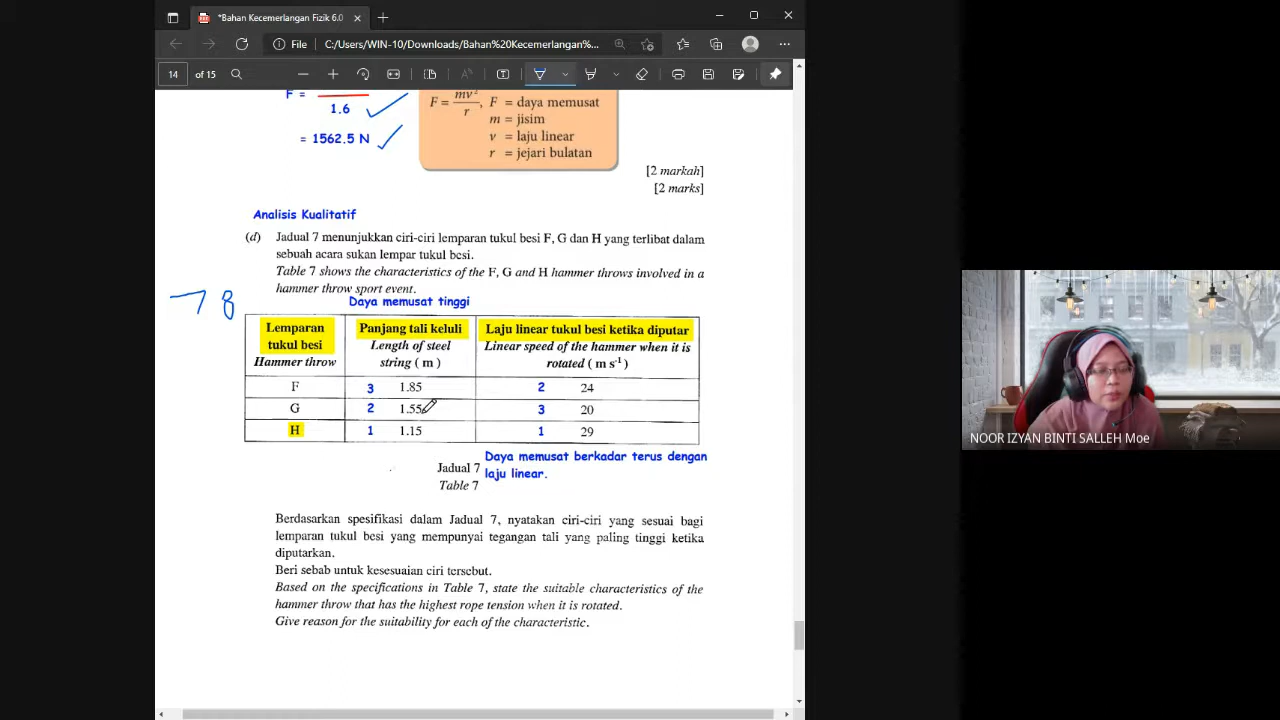 *Bahan Kecemerlangan Fizik 6.0
File C:/Users/WIN-10/Downloads/Bahan%20Kecemerlangan%...
14 of 15
F =
1.6
= 1562.5 N
F = mv²/r, F = daya memusat
m = jisim
v = laju linear
r = jejari bulatan
[2 markah]
[2 marks]
Analisis Kualitatif
(d) Jadual 7 menunjukkan ciri-ciri lemparan tukul besi F, G dan H yang terlibat dalam
sebuah acara sukan lempar tukul besi.
Table 7 shows the characteristics of the F, G and H hammer throws involved in a
hammer throw sport event.
78
Daya memusat tinggi
Lemparan tukul besi
Hammer throw
Panjang tali keluli
Length of steel string ( m )
Laju linear tukul besi ketika diputar
Linear speed of the hammer when it is rotated ( m s⁻¹ )
F 3 1.85 2 24
G 2 1.55 3 20
H 1 1.15 1 29
Daya memusat berkadar terus dengan
laju linear.
Jadual 7
Table 7
Berdasarkan spesifikasi dalam Jadual 7, nyatakan ciri-ciri yang sesuai bagi
lemparan tukul besi yang mempunyai tegangan tali yang paling tinggi ketika
diputarkan.
Beri sebab untuk kesesuaian ciri tersebut.
Based on the specifications in Table 7, state the suitable characteristics of the
hammer throw that has the highest rope tension when it is rotated.
Give reason for the suitability for each of the characteristic.
NOOR IZYAN BINTI SALLEH Moe